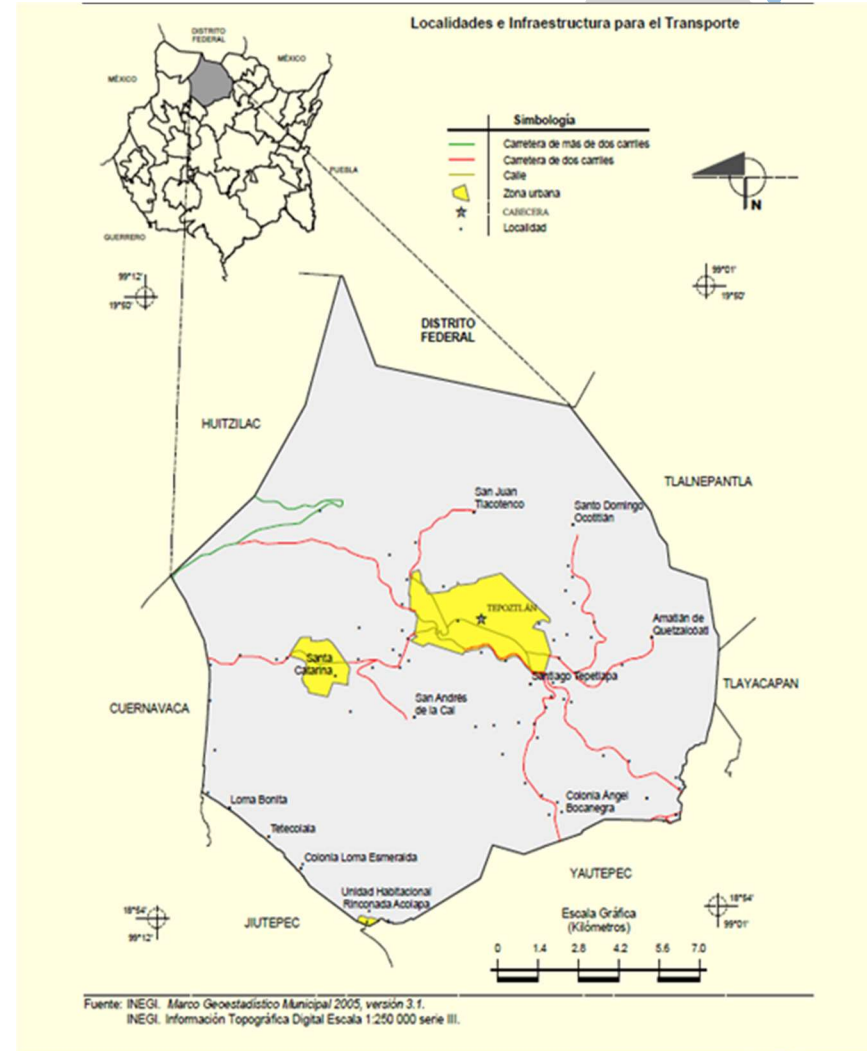 Localidades e Infraestructura para el Transporte
DISTRITO
FEDERAL
MÉXICO
MÉXICO
PUEBLA
GUERRERO
Simbología
Carretera de más de dos carriles
Carretera de dos carriles
Calle
Zona urbana
CABECERA
Localidad
N
99°12'
19°50'
99°01'
19°50'
DISTRITO
FEDERAL
HUITZILAC
TLALNEPANTLA
San Juan
Tlacotenco
Santo Domingo
Ocotitlán
TEPOZTLÁN
Amatlán de
Quetzalcóatl
Santa
Catarina
Santiago Tepetlapa
TLAYACAPAN
CUERNAVACA
San Andrés
de la Cal
Loma Bonita
Colonia Ángel
Bocanegra
Tetecolala
Colonia Loma Esmeralda
YAUTEPEC
Unidad Habitacional
Rinconada Acolapa
18°54'
99°12'
JIUTEPEC
Escala Gráfica
(Kilómetros)
18°54'
99°01'
0 1.4 2.8 4.2 5.6 7.0
Fuente: INEGI. Marco Geoestadístico Municipal 2005, versión 3.1.
INEGI. Información Topográfica Digital Escala 1:250 000 serie III.